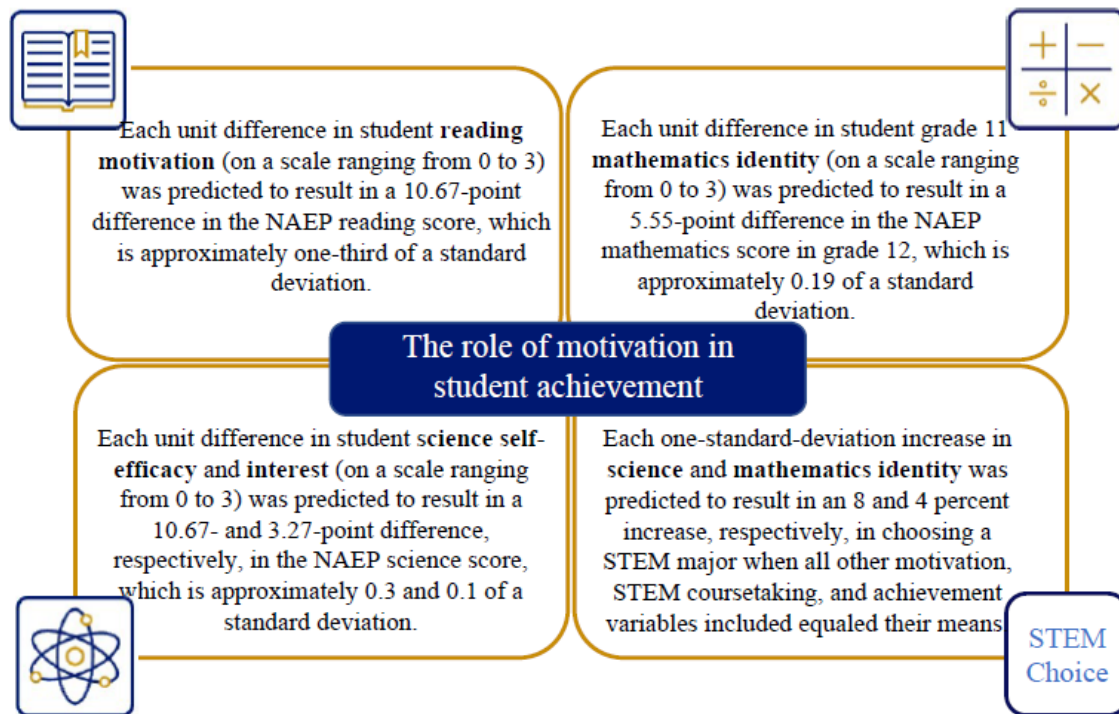 Each unit difference in student reading
motivation (on a scale ranging from 0 to 3)
was predicted to result in a 10.67-point
difference in the NAEP reading score, which
is approximately one-third of a standard
deviation.
Each unit difference in student grade 11
mathematics identity (on a scale ranging
from 0 to 3) was predicted to result in a
5.55-point difference in the NAEP
mathematics score in grade 12, which is
approximately 0.19 of a standard
deviation.
The role of motivation in
student achievement
Each unit difference in student science self-
efficacy and interest (on a scale ranging
from 0 to 3) was predicted to result in a
10.67- and 3.27-point difference,
respectively, in the NAEP science score,
which is approximately 0.3 and 0.1 of a
standard deviation.
Each one-standard-deviation increase in
science and mathematics identity was
predicted to result in an 8 and 4 percent
increase, respectively, in choosing a
STEM major when all other motivation,
STEM coursetaking, and achievement
variables included equaled their means
STEM
Choice